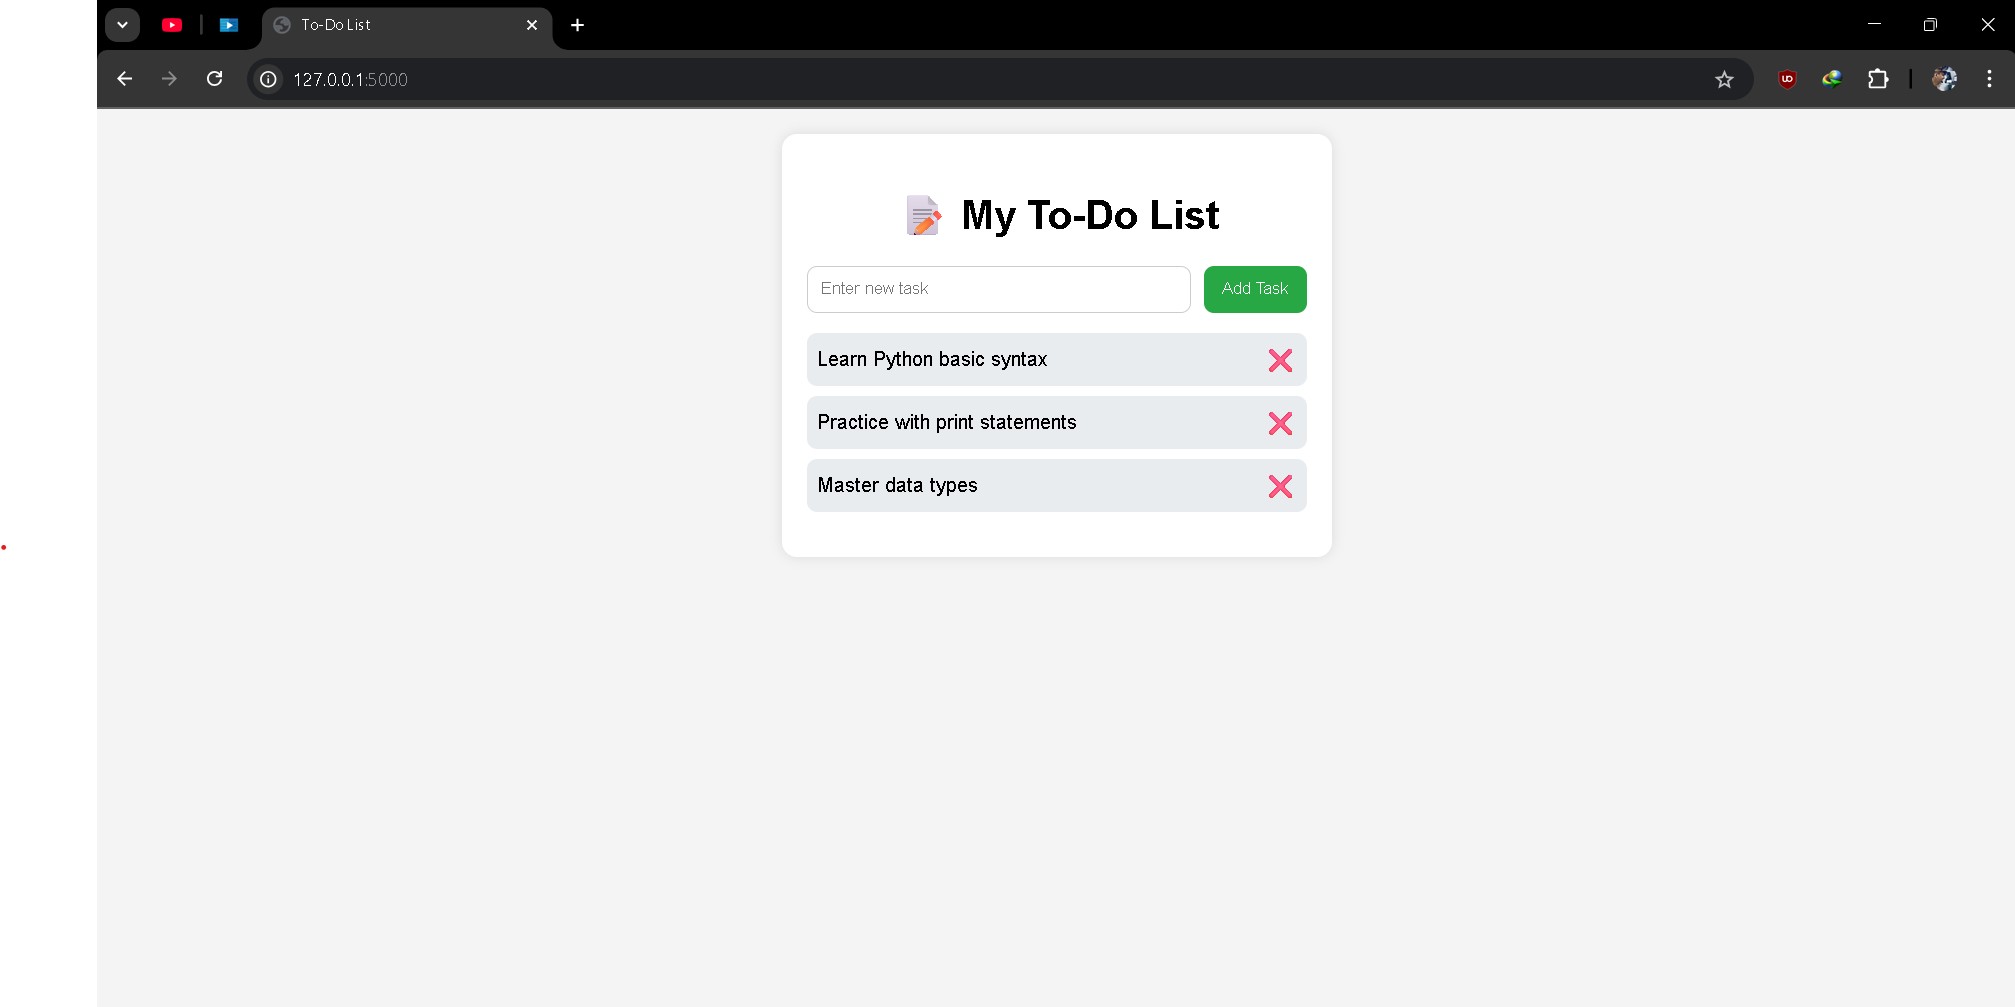 To-Do List
127.0.0.1:5000
My To-Do List
Enter new task
Add Task
Learn Python basic syntax
Practice with print statements
Master data types